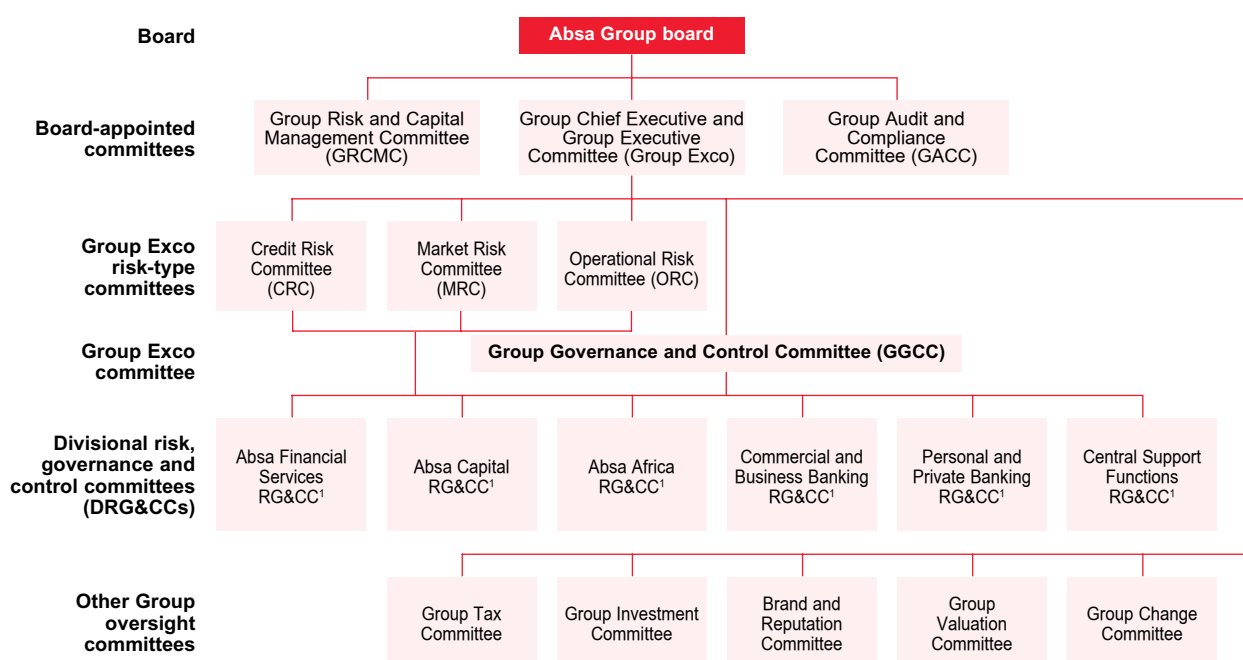 Board
Absa Group board
Board-appointed
committees
Group Risk and Capital
Management Committee
(GRCMC)
Group Chief Executive and
Group Executive
Committee (Group Exco)
Group Audit and
Compliance
Committee (GACC)
Group Exco
risk-type
committees
Credit Risk
Committee
(CRC)
Market Risk
Committee
(MRC)
Operational Risk
Committee (ORC)
Group Exco
committee
Group Governance and Control Committee (GGCC)
Divisional risk,
governance and
control committees
(DRG&CCs)
Absa Financial
Services
RG&CC¹
Absa Capital
RG&CC¹
Absa Africa
RG&CC¹
Commercial and
Business Banking
RG&CC¹
Personal and
Private Banking
RG&CC¹
Central Support
Functions
RG&CC¹
Other Group
oversight
committees
Group Tax
Committee
Group Investment
Committee
Brand and
Reputation
Committee
Group
Valuation
Committee
Group Change
Committee